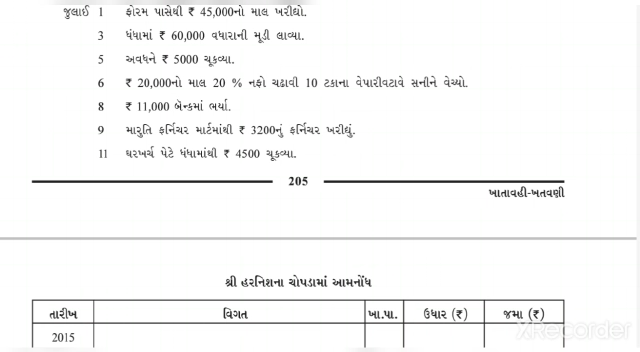 જુલાઈ 1 ફોરમ પાસેથી ₹ 45,000નો માલ ખરીદ્યો.
3 ધંધામાં ₹ 60,000 વધારાની મૂડી લાવ્યા.
5 અવધને ₹ 5000 ચૂકવ્યા.
6 ₹ 20,000નો માલ 20 % નફો ચઢાવી 10 ટકાના વેપારીવટાવે સનીને વેચ્યો.
8 ₹ 11,000 બૅન્કમાં ભર્યા.
9 મારુતિ ફર્નિચર માર્ટમાંથી ₹ 3200નું ફર્નિચર ખરીદ્યું.
11 ઘરખર્ચ પેટે ધંધામાંથી ₹ 4500 ચૂકવ્યા.
205
ખાતાવહી-ખતવણી
શ્રી હરનિશના ચોપડામાં આમનોંધ
તારીખ વિગત ખા.પા. ઉધાર (₹) જમા (₹)
2015
XRecorder